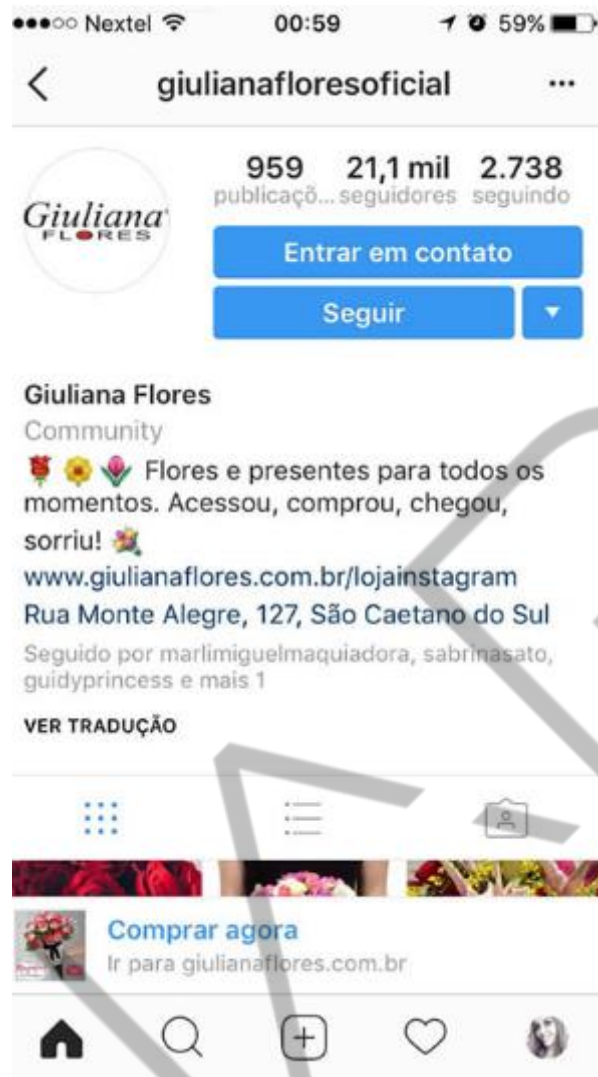 Nextel 00:59 59%
giulianafloresoficial
Giuliana
FLORES
959 21,1 mil 2.738
publicaçõ... seguidores seguindo
Entrar em contato
Seguir
Giuliana Flores
Community
Flores e presentes para todos os
momentos. Acessou, comprou, chegou,
sorriu!
www.giulianaflores.com.br/lojainstagram
Rua Monte Alegre, 127, São Caetano do Sul
Seguido por marlimiguelmaquiadora, sabrinasato,
guidyprincess e mais 1
VER TRADUÇÃO
Comprar agora
Ir para giulianaflores.com.br